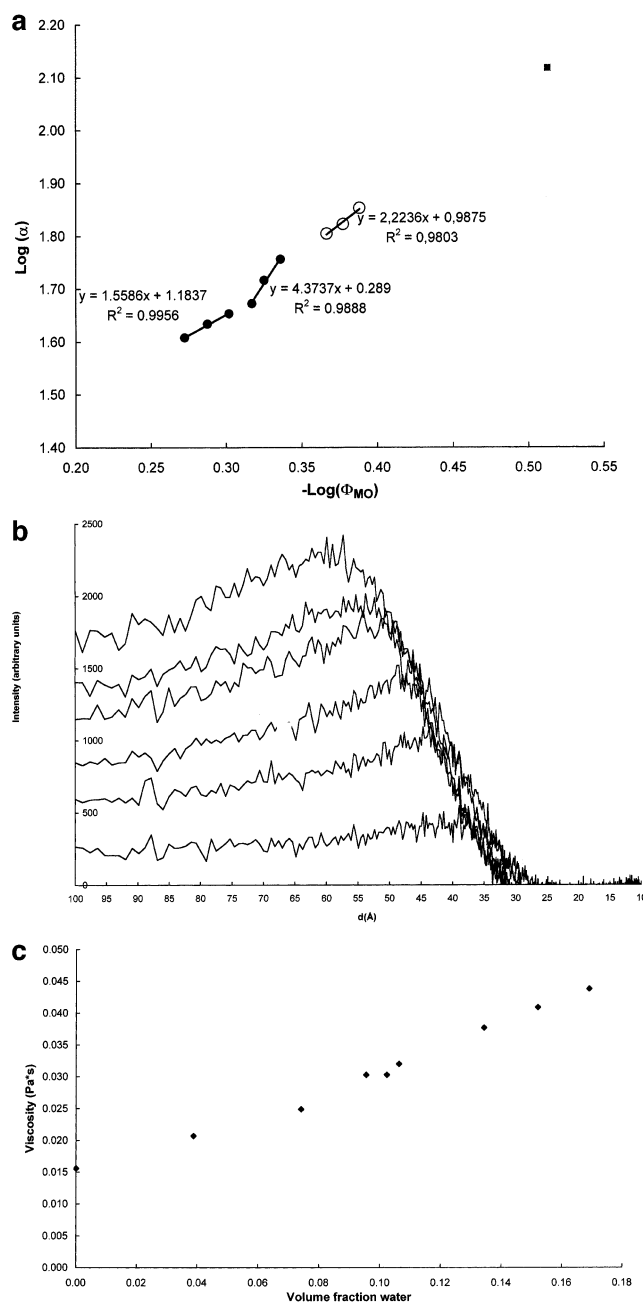 a
2.20
2.10
2.00
1.90
1.80
1.70
1.60
1.50
1.40
Log (α)
y = 2,2236x + 0,9875
R² = 0,9803
y = 1.5586x + 1.1837
R² = 0.9956
y = 4.3737x + 0.289
R² = 0.9888
0.20 0.25 0.30 0.35 0.40 0.45 0.50 0.55
-Log(ΦMO)
b
2500
2000
1500
1000
500
0
Intensity (arbitrary units)
100 95 90 85 80 75 70 65 60 55 50 45 40 35 30 25 20 15 10
d(Å)
c
0.050
0.045
0.040
0.035
0.030
0.025
0.020
0.015
0.010
0.005
0.000
Viscosity (Pa*s)
0.00 0.02 0.04 0.06 0.08 0.10 0.12 0.14 0.16 0.18
Volume fraction water